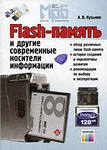 МРБ
А. В. Кузьмин
Flash-память
и другие
современные
носители
информации
• обзор различных
типов flash-памяти
• история создания
и перспективы
развития
• рекомендации
по выбору
и эксплуатации
128